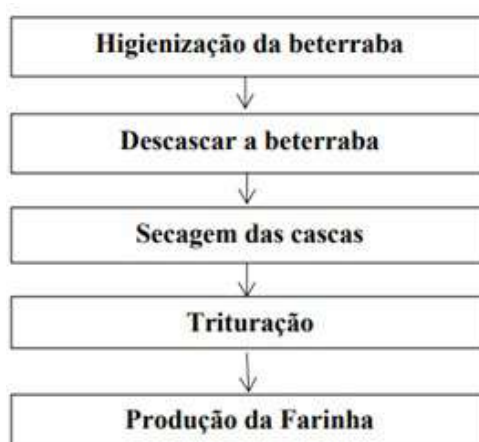 Higienização da beterraba
Descascar a beterraba
Secagem das cascas
Trituração
Produção da Farinha